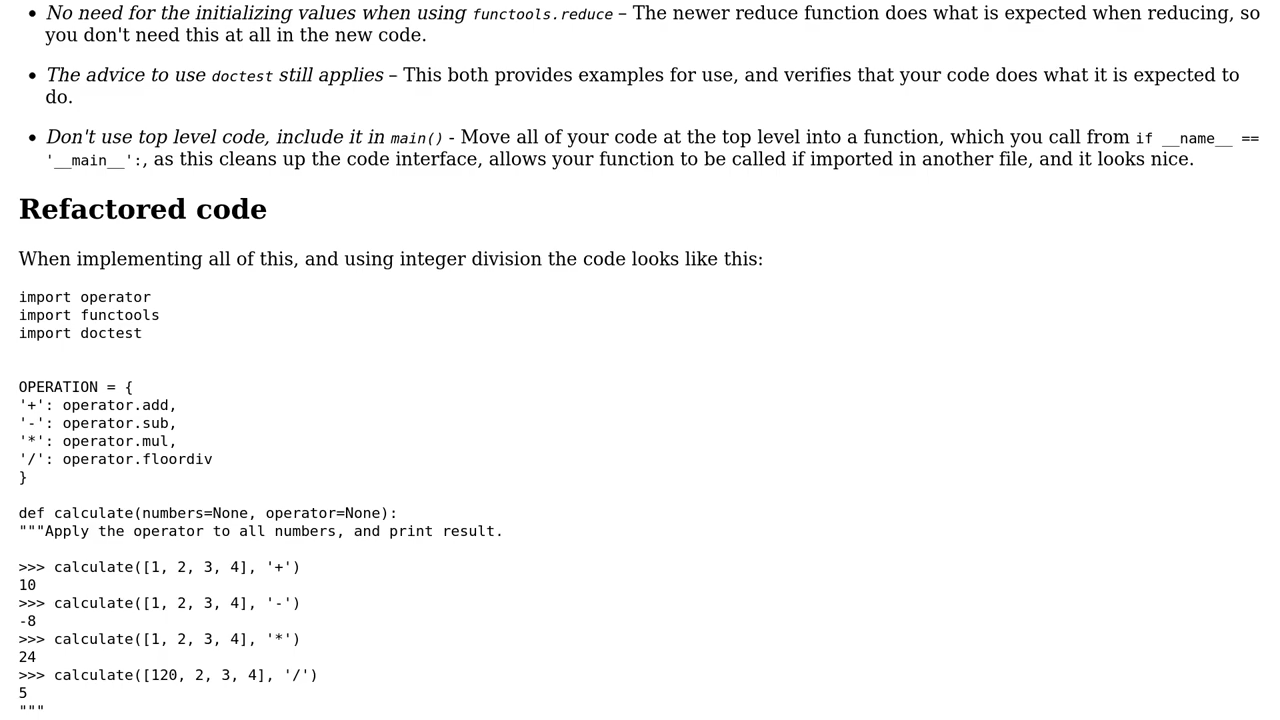 • No need for the initializing values when using functools.reduce – The newer reduce function does what is expected when reducing, so
you don't need this at all in the new code.
• The advice to use doctest still applies – This both provides examples for use, and verifies that your code does what it is expected to
do.
• Don't use top level code, include it in main() - Move all of your code at the top level into a function, which you call from if __name__ ==
'__main__':, as this cleans up the code interface, allows your function to be called if imported in another file, and it looks nice.
Refactored code
When implementing all of this, and using integer division the code looks like this:
import operator
import functools
import doctest
OPERATION = {
'+': operator.add,
'-': operator.sub,
'*': operator.mul,
'/': operator.floordiv
}
def calculate(numbers=None, operator=None):
"""Apply the operator to all numbers, and print result.
>>> calculate([1, 2, 3, 4], '+')
10
>>> calculate([1, 2, 3, 4], '-')
-8
>>> calculate([1, 2, 3, 4], '*')
24
>>> calculate([120, 2, 3, 4], '/')
5
"""